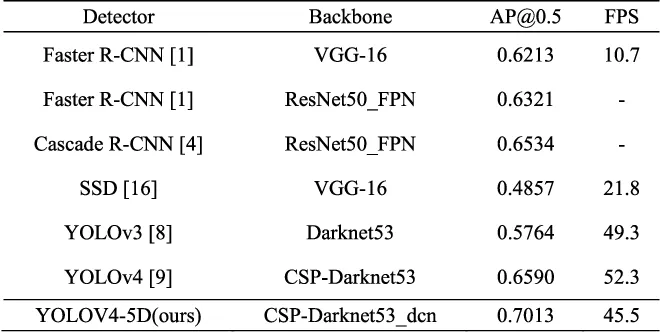 Detector Backbone AP@0.5 FPS
Faster R-CNN [1] VGG-16 0.6213 10.7
Faster R-CNN [1] ResNet50_FPN 0.6321 -
Cascade R-CNN [4] ResNet50_FPN 0.6534 -
SSD [16] VGG-16 0.4857 21.8
YOLOv3 [8] Darknet53 0.5764 49.3
YOLOv4 [9] CSP-Darknet53 0.6590 52.3
YOLOV4-5D(ours) CSP-Darknet53_dcn 0.7013 45.5